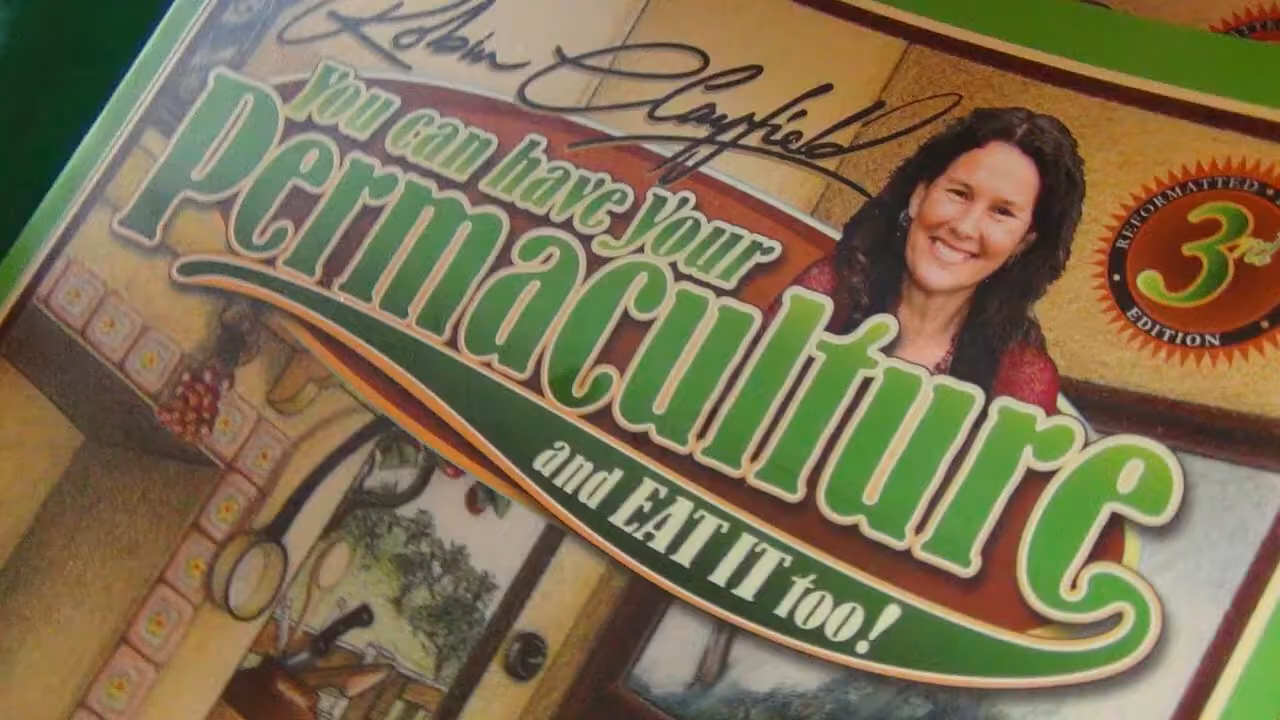 Robin Clayfield
You can have your
Permaculture
and EAT IT too!
REFORMATTED
3rd
EDITION